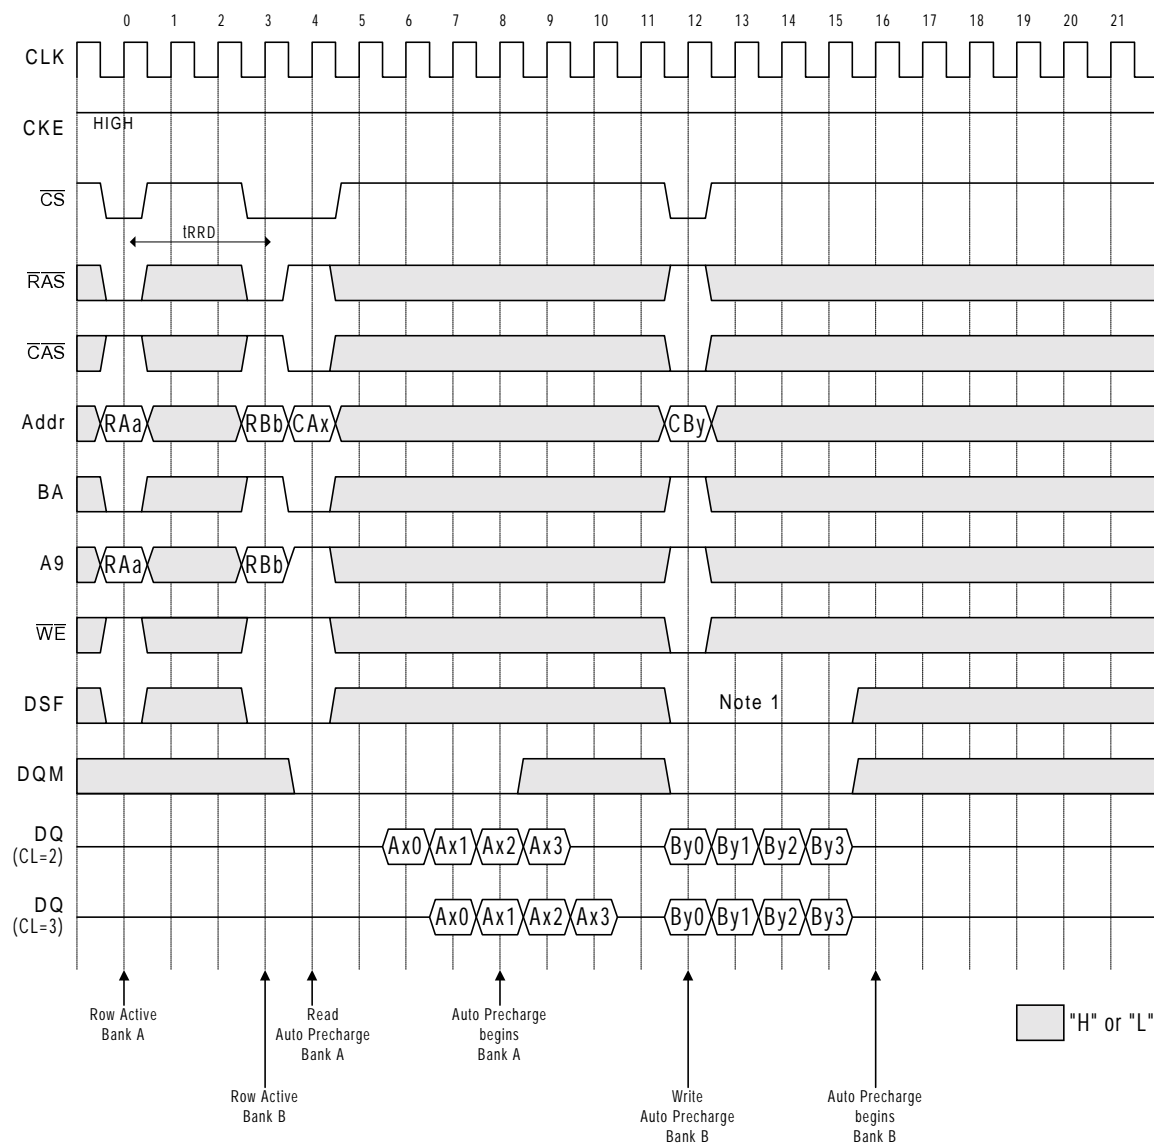 0 1 2 3 4 5 6 7 8 9 10 11 12 13 14 15 16 17 18 19 20 21
CLK
CKE HIGH
CS
tRRD
RAS
CAS
Addr RAa RBb CAx CBy
BA
A9 RAa RBb
WE
DSF Note 1
DQM
DQ
(CL=2) Ax0 Ax1 Ax2 Ax3 By0 By1 By2 By3
DQ
(CL=3) Ax0 Ax1 Ax2 Ax3 By0 By1 By2 By3
Row Active
Bank A
Read
Auto Precharge
Bank A
Auto Precharge
begins
Bank A
"H" or "L"
Row Active
Bank B
Write
Auto Precharge
Bank B
Auto Precharge
begins
Bank B